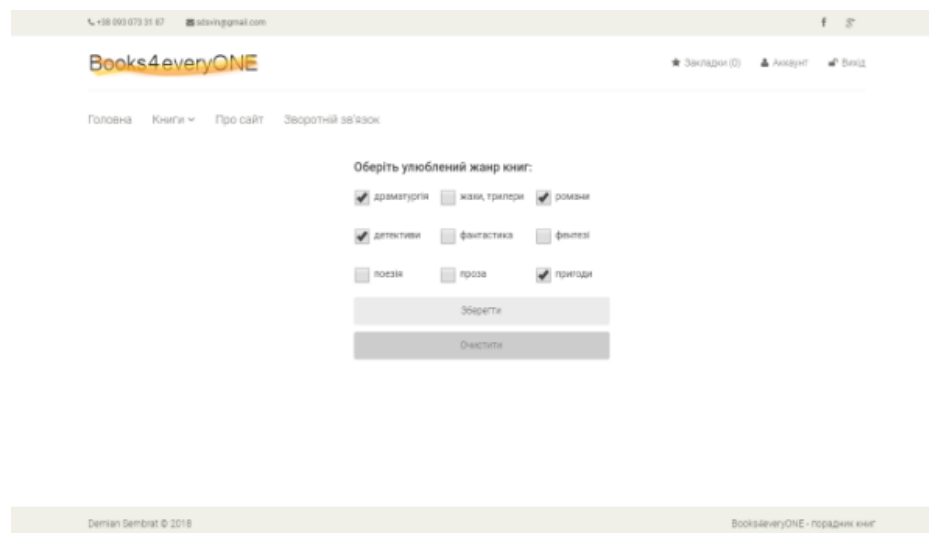 +38 093 073 31 87 sdsvin@gmail.com
Books4everyONE
Закладки (0) Аккаунт Вихід
Головна Книги Про сайт Зворотній зв'язок
Оберіть улюблений жанр книг:
драматургія жахи, трилери романи
детективи фантастика фентезі
поезія проза пригоди
Зберегти
Очистити
Demian Sembrat © 2018 Books4everyONE - порадник книг